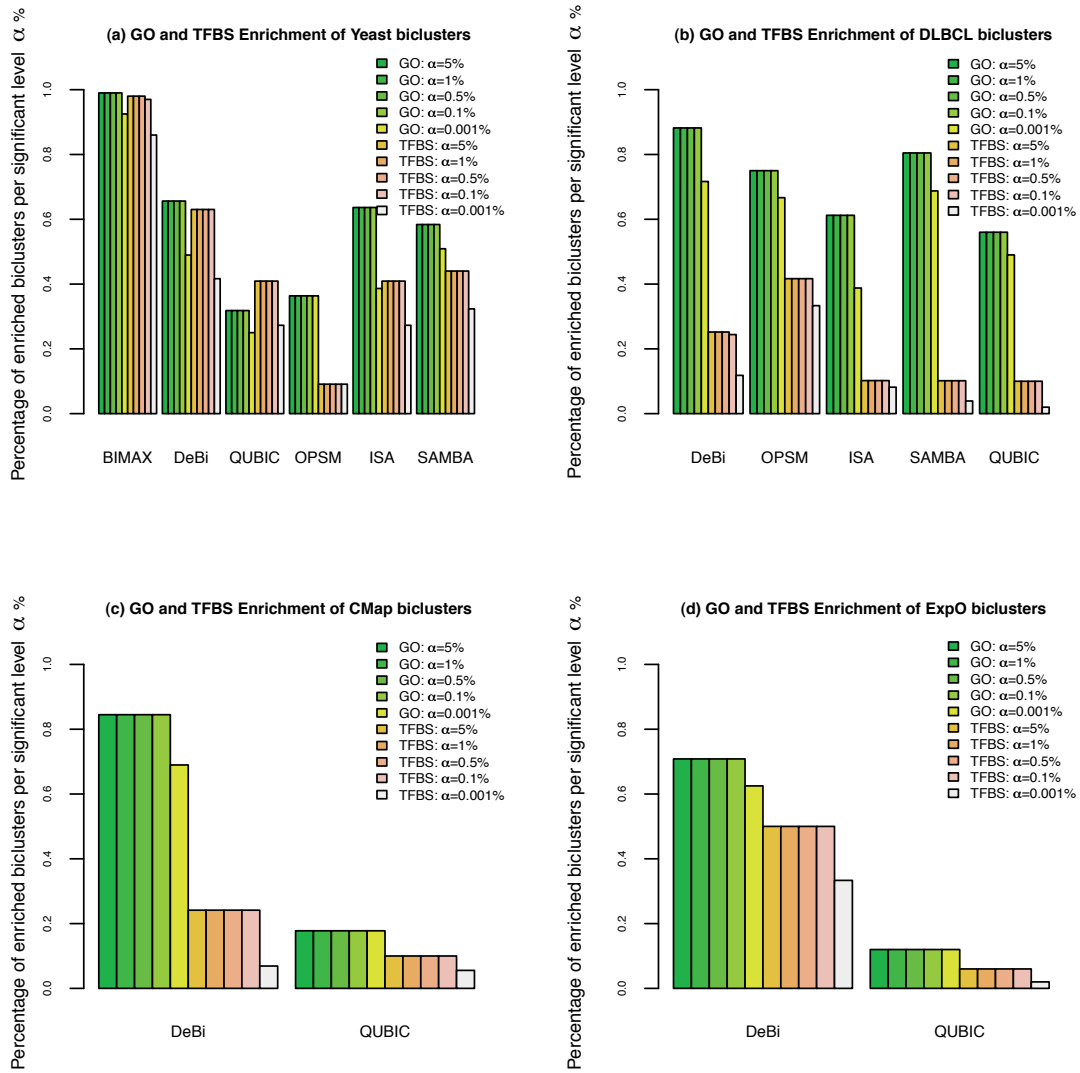 (a) GO and TFBS Enrichment of Yeast biclusters
Percentage of enriched biclusters per significant level α %
1.0
0.8
0.6
0.4
0.2
0.0
GO: α=5%
GO: α=1%
GO: α=0.5%
GO: α=0.1%
GO: α=0.001%
TFBS: α=5%
TFBS: α=1%
TFBS: α=0.5%
TFBS: α=0.1%
TFBS: α=0.001%
BIMAX DeBi QUBIC OPSM ISA SAMBA
(b) GO and TFBS Enrichment of DLBCL biclusters
Percentage of enriched biclusters per significant level α %
1.0
0.8
0.6
0.4
0.2
0.0
GO: α=5%
GO: α=1%
GO: α=0.5%
GO: α=0.1%
GO: α=0.001%
TFBS: α=5%
TFBS: α=1%
TFBS: α=0.5%
TFBS: α=0.1%
TFBS: α=0.001%
DeBi OPSM ISA SAMBA QUBIC
(c) GO and TFBS Enrichment of CMap biclusters
Percentage of enriched biclusters per significant level α %
1.0
0.8
0.6
0.4
0.2
0.0
GO: α=5%
GO: α=1%
GO: α=0.5%
GO: α=0.1%
GO: α=0.001%
TFBS: α=5%
TFBS: α=1%
TFBS: α=0.5%
TFBS: α=0.1%
TFBS: α=0.001%
DeBi QUBIC
(d) GO and TFBS Enrichment of ExpO biclusters
Percentage of enriched biclusters per significant level α %
1.0
0.8
0.6
0.4
0.2
0.0
GO: α=5%
GO: α=1%
GO: α=0.5%
GO: α=0.1%
GO: α=0.001%
TFBS: α=5%
TFBS: α=1%
TFBS: α=0.5%
TFBS: α=0.1%
TFBS: α=0.001%
DeBi QUBIC